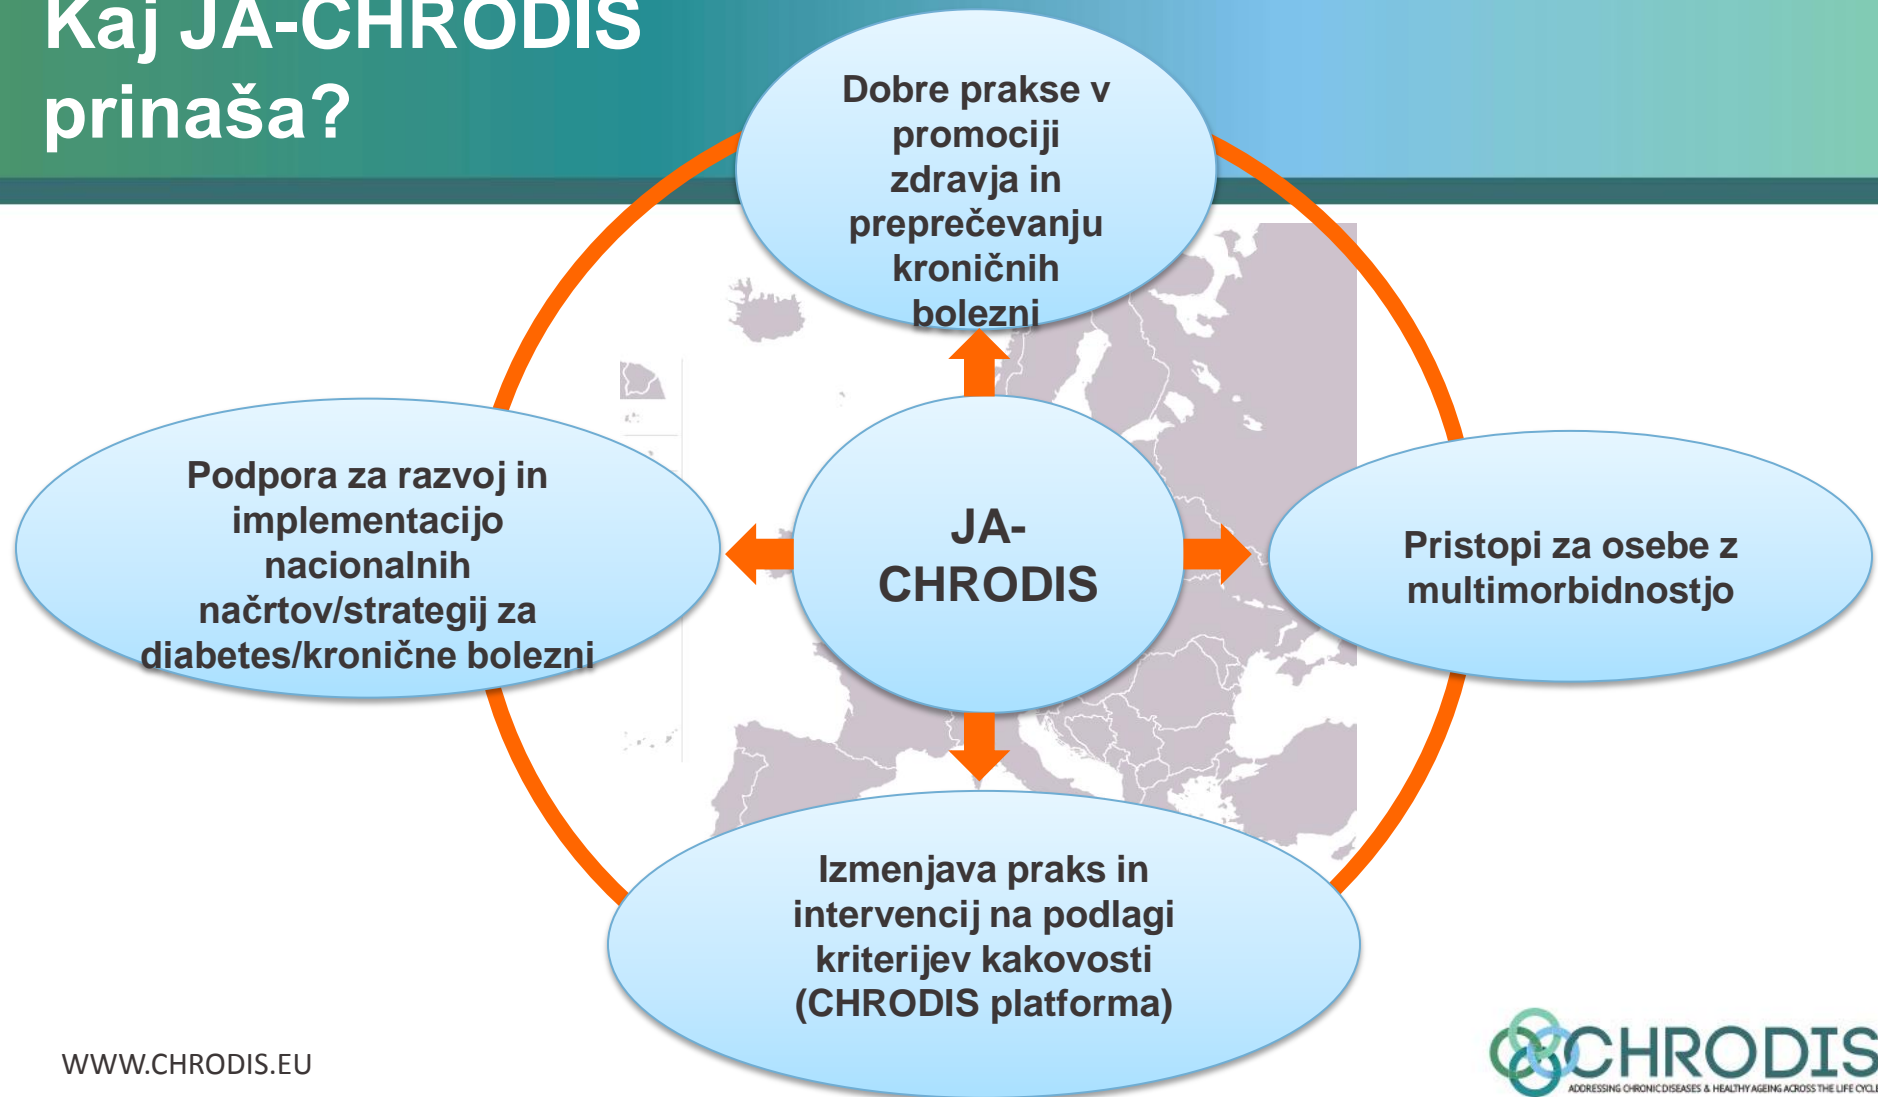 Kaj JA-CHRODIS
prinaša?
Dobre prakse v
promociji
zdravja in
preprečevanju
kroničnih
bolezni
Podpora za razvoj in
implementacijo
nacionalnih
načrtov/strategij za
diabetes/kronične bolezni
JA-
CHRODIS
Pristopi za osebe z
multimorbidnostjo
Izmenjava praks in
intervencij na podlagi
kriterijev kakovosti
(CHRODIS platforma)
WWW.CHRODIS.EU
CHRODIS
ADDRESSING CHRONIC DISEASES & HEALTHY AGEING ACROSS THE LIFE CYCLE